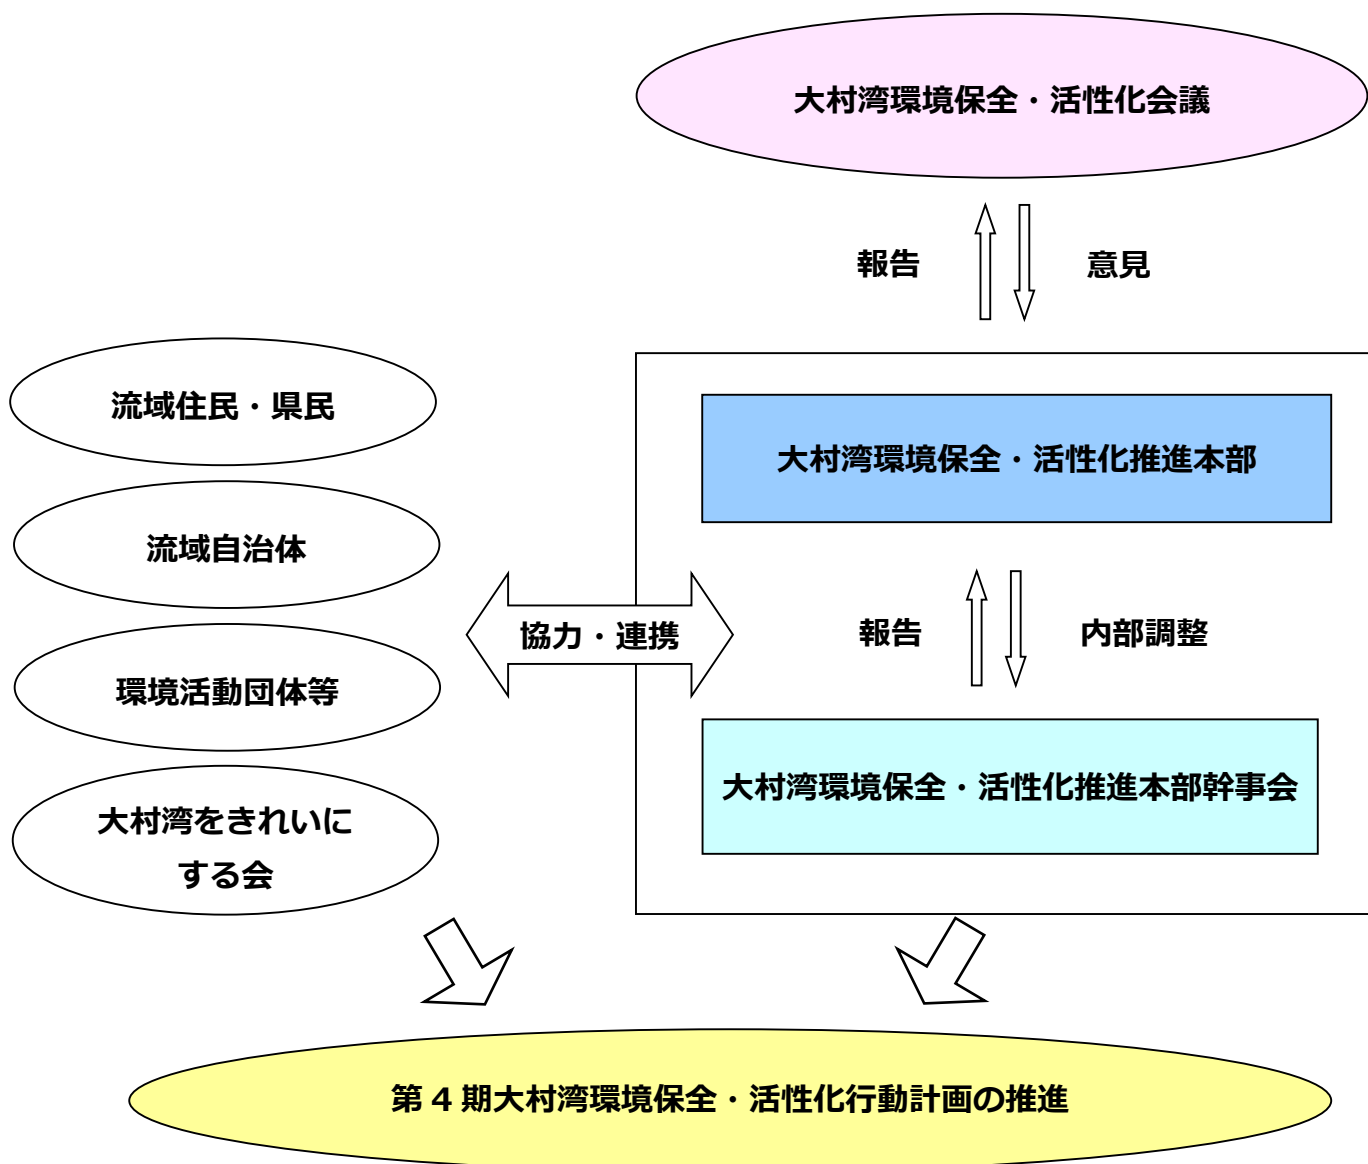 大村湾環境保全・活性化会議
報告
意見
流域住民・県民
流域自治体
環境活動団体等
大村湾をきれいに
する会
協力・連携
大村湾環境保全・活性化推進本部
報告
内部調整
大村湾環境保全・活性化推進本部幹事会
第4期大村湾環境保全・活性化行動計画の推進